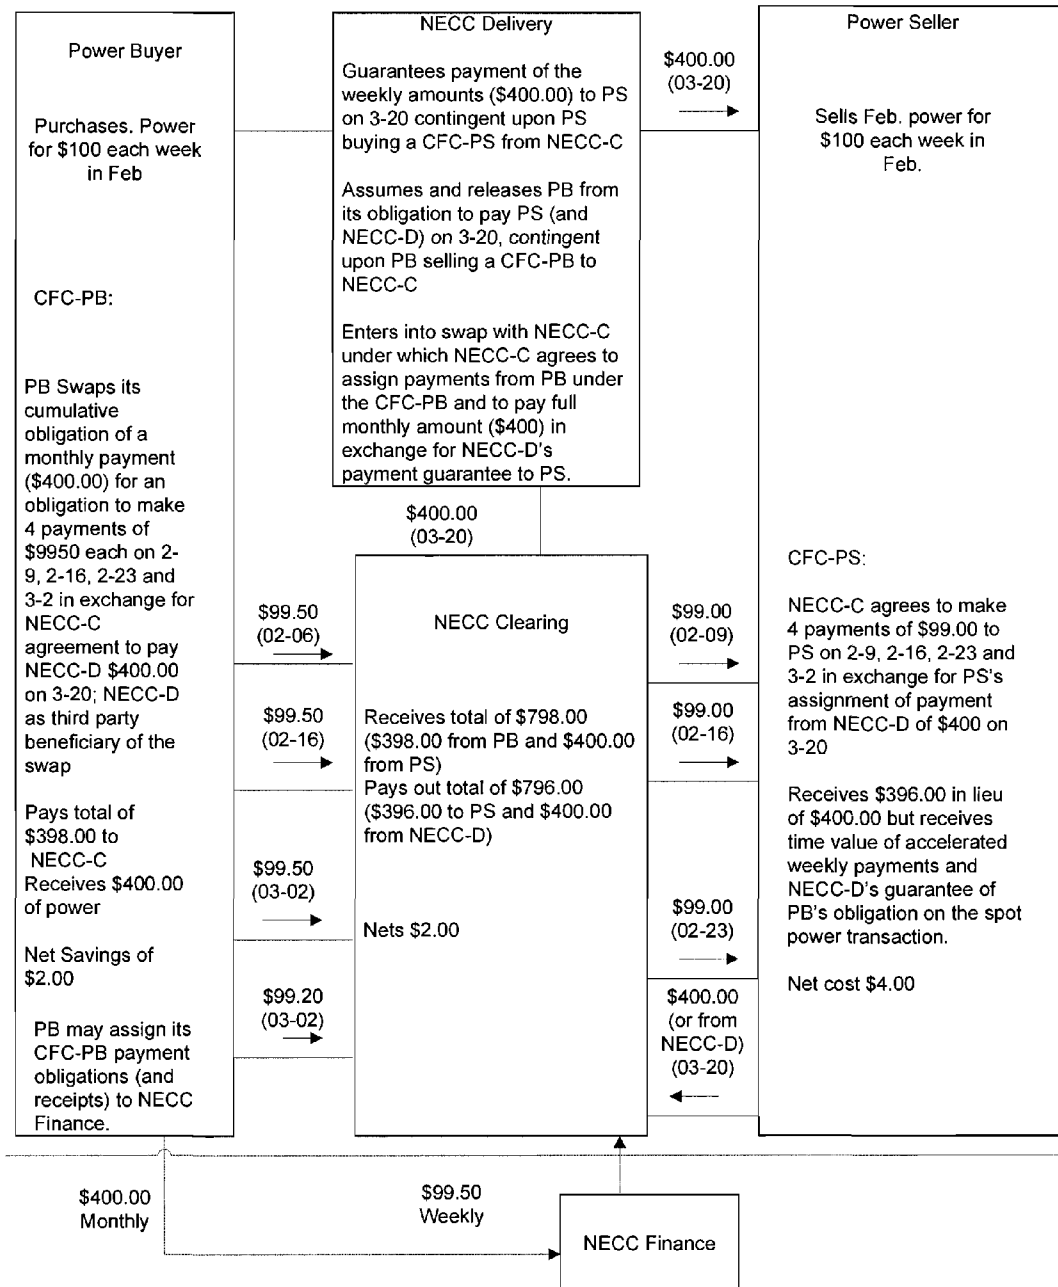 Power Buyer
Purchases. Power
for $100 each week
in Feb
CFC-PB:
PB Swaps its
cumulative
obligation of a
monthly payment
($400.00) for an
obligation to make
4 payments of
$9950 each on 2-
9, 2-16, 2-23 and
3-2 in exchange for
NECC-C
agreement to pay
NECC-D $400.00
on 3-20; NECC-D
as third party
beneficiary of the
swap
Pays total of
$398.00 to
NECC-C
Receives $400.00
of power
Net Savings of
$2.00
PB may assign its
CFC-PB payment
obligations (and
receipts) to NECC
Finance.
NECC Delivery
Guarantees payment of the
weekly amounts ($400.00) to PS
on 3-20 contingent upon PS
buying a CFC-PS from NECC-C
Assumes and releases PB from
its obligation to pay PS (and
NECC-D) on 3-20, contingent
upon PB selling a CFC-PB to
NECC-C
Enters into swap with NECC-C
under which NECC-C agrees to
assign payments from PB under
the CFC-PB and to pay full
monthly amount ($400) in
exchange for NECC-D's
payment guarantee to PS.
$400.00
(03-20)
$400.00
(03-20)
Power Seller
Sells Feb. power for
$100 each week in
Feb.
$99.50
(02-06)
$99.50
(02-16)
$99.50
(03-02)
$99.20
(03-02)
NECC Clearing
Receives total of $798.00
($398.00 from PB and $400.00
from PS)
Pays out total of $796.00
($396.00 to PS and $400.00
from NECC-D)
Nets $2.00
$99.00
(02-09)
$99.00
(02-16)
$99.00
(02-23)
$400.00
(or from
NECC-D)
(03-20)
CFC-PS:
NECC-C agrees to make
4 payments of $99.00 to
PS on 2-9, 2-16, 2-23 and
3-2 in exchange for PS's
assignment of payment
from NECC-D of $400 on
3-20
Receives $396.00 in lieu
of $400.00 but receives
time value of accelerated
weekly payments and
NECC-D's guarantee of
PB's obligation on the spot
power transaction.
Net cost $4.00
$400.00
Monthly
$99.50
Weekly
NECC Finance